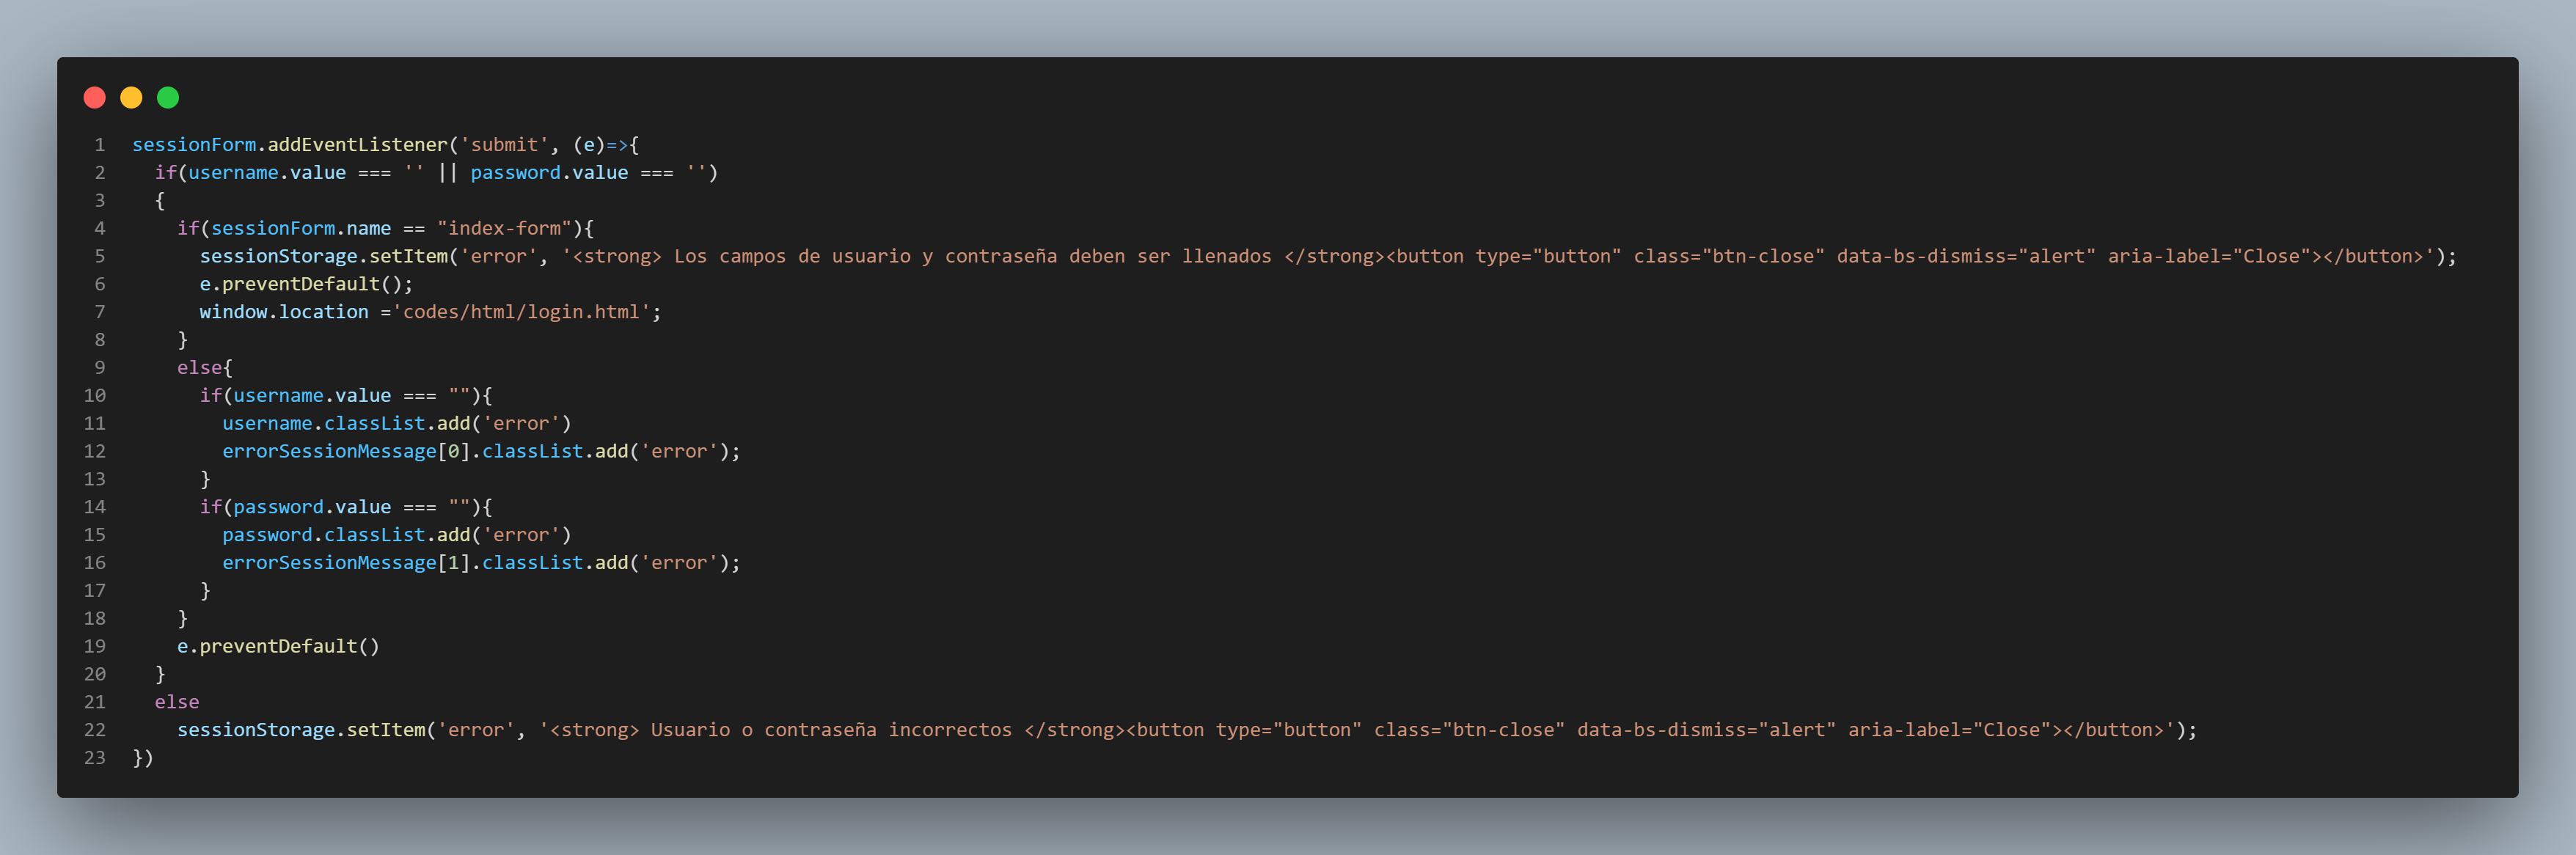 1 sessionForm.addEventListener('submit', (e)=>{
2   if(username.value === '' || password.value === '')
3   {
4     if(sessionForm.name == "index-form"){
5       sessionStorage.setItem('error', '<strong> Los campos de usuario y contraseña deben ser llenados </strong><button type="button" class="btn-close" data-bs-dismiss="alert" aria-label="Close"></button>');
6       e.preventDefault();
7       window.location ='codes/html/login.html';
8     }
9     else{
10       if(username.value === ""){
11         username.classList.add('error')
12         errorSessionMessage[0].classList.add('error');
13       }
14       if(password.value === ""){
15         password.classList.add('error')
16         errorSessionMessage[1].classList.add('error');
17       }
18     }
19     e.preventDefault()
20   }
21   else
22     sessionStorage.setItem('error', '<strong> Usuario o contraseña incorrectos </strong><button type="button" class="btn-close" data-bs-dismiss="alert" aria-label="Close"></button>');
23 })